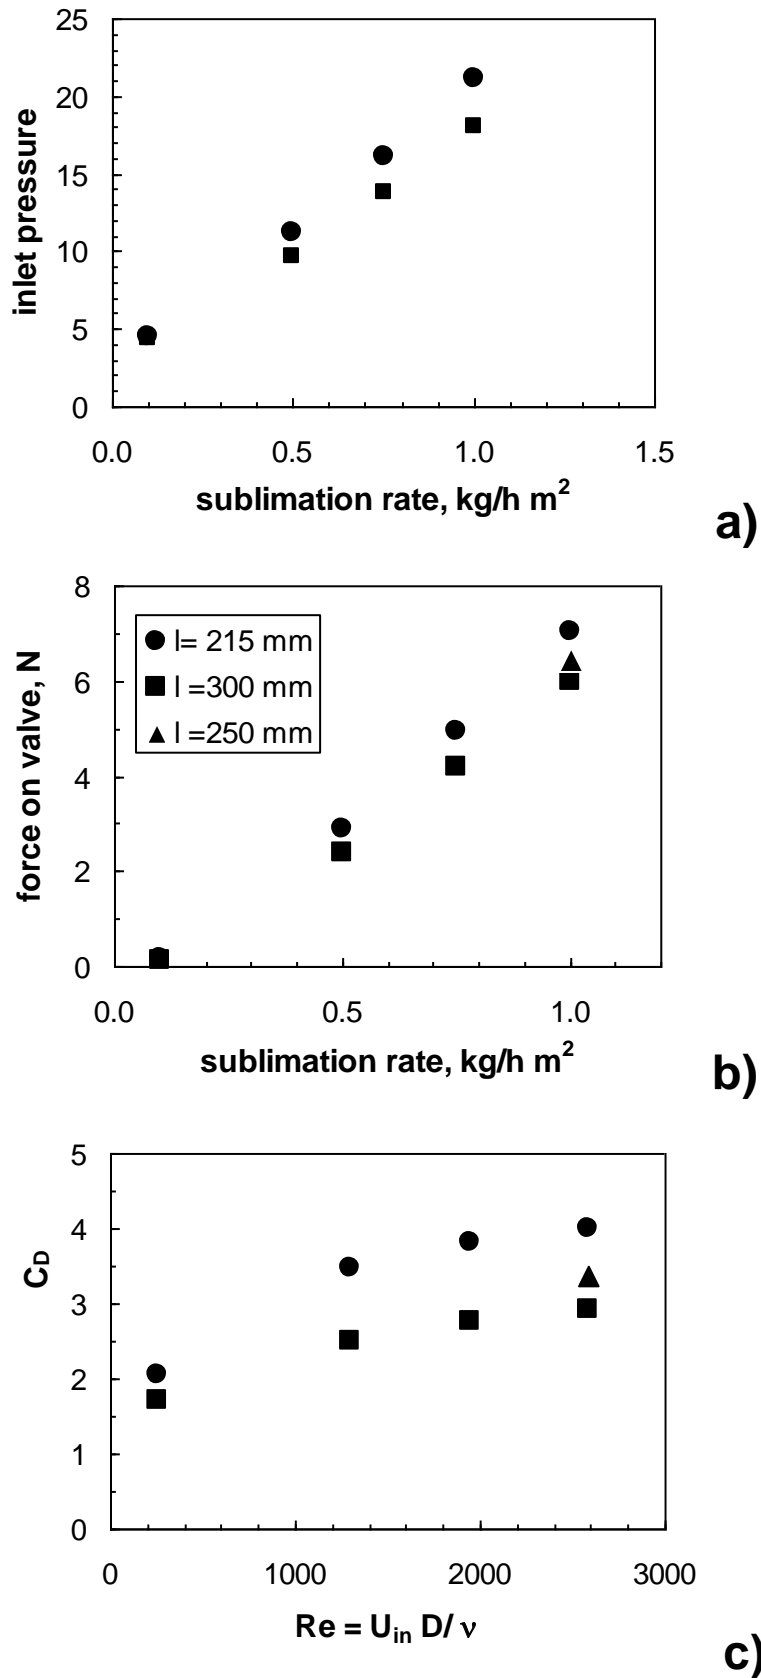 25
20
15
10
5
0
inlet pressure
0.0 0.5 1.0 1.5
sublimation rate, kg/h m²
a)
8
6
4
2
0
force on valve, N
l= 215 mm
l =300 mm
l =250 mm
0.0 0.5 1.0
sublimation rate, kg/h m²
b)
5
4
3
2
1
0
C_D
0 1000 2000 3000
Re = U_in D/ ν
c)